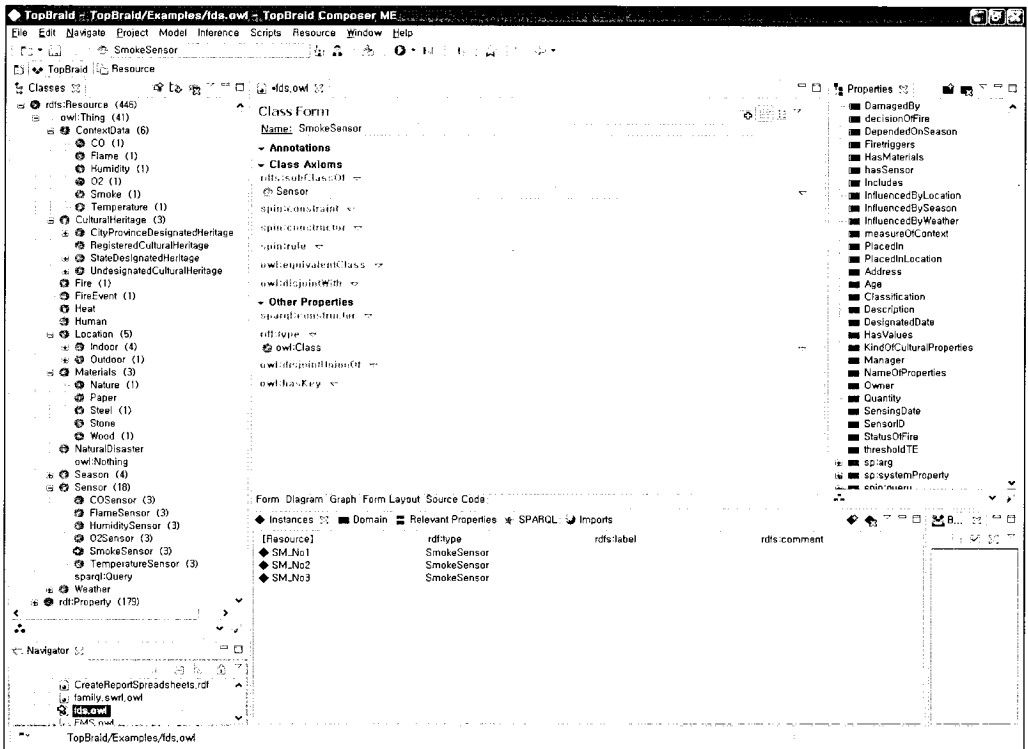 TopBraid - TopBraid/Examples/fds.owl - TopBraid Composer ME
File Edit Navigate Project Model Inference Scripts Resource Window Help
SmokeSensor
TopBraid Resource
Classes
rdfs:Resource (446)
owl:Thing (41)
ContextData (6)
CO (1)
Flame (1)
Humidity (1)
O2 (1)
Smoke (1)
Temperature (1)
CulturalHeritage (3)
CityProvinceDesignatedHeritage
RegisteredCulturalHeritage
StateDesignatedHeritage
UndesignatedCulturalHeritage
Fire (1)
FireEvent (1)
Heat
Human
Location (5)
Indoor (4)
Outdoor (1)
Materials (3)
Nature (1)
Paper
Steel (1)
Stone
Wood (1)
NaturalDisaster
owl:Nothing
Season (4)
Sensor (18)
COSensor (3)
FlameSensor (3)
HumiditySensor (3)
O2Sensor (3)
SmokeSensor (3)
TemperatureSensor (3)
sparql:Query
Weather
rdf:Property (179)
Navigator
CreateReportSpreadsheets.rdf
family.swrl.owl
fds.owl
FMS.owl
TopBraid/Examples/fds.owl
fds.owl
Class Form
Name: SmokeSensor
Annotations
Class Axioms
rdfs:subClassOf
Sensor
spin:constraint
spin:constructor
spin:rule
owl:equivalentClass
owl:disjointWith
Other Properties
sparql:constructor
rdf:type
owl:Class
owl:disjointUnionOf
owl:hasKey
Form Diagram Graph Form Layout Source Code
Instances Domain Relevant Properties SPARQL Imports
[Resource] rdf:type rdfs:label rdfs:comment
SM_No1 SmokeSensor
SM_No2 SmokeSensor
SM_No3 SmokeSensor
Properties
DamagedBy
decisionOfFire
DependedOnSeason
Firetriggers
HasMaterials
hasSensor
Includes
InfluencedByLocation
InfluencedBySeason
InfluencedByWeather
measureOfContext
PlacedIn
PlacedInLocation
Address
Age
Classification
Description
DesignatedDate
HasValues
KindOfCulturalProperties
Manager
NameOfProperties
Owner
Quantity
SensingDate
SensorID
StatusOfFire
thresholdTE
sp:arg
sp:systemProperty
spin:query
B...